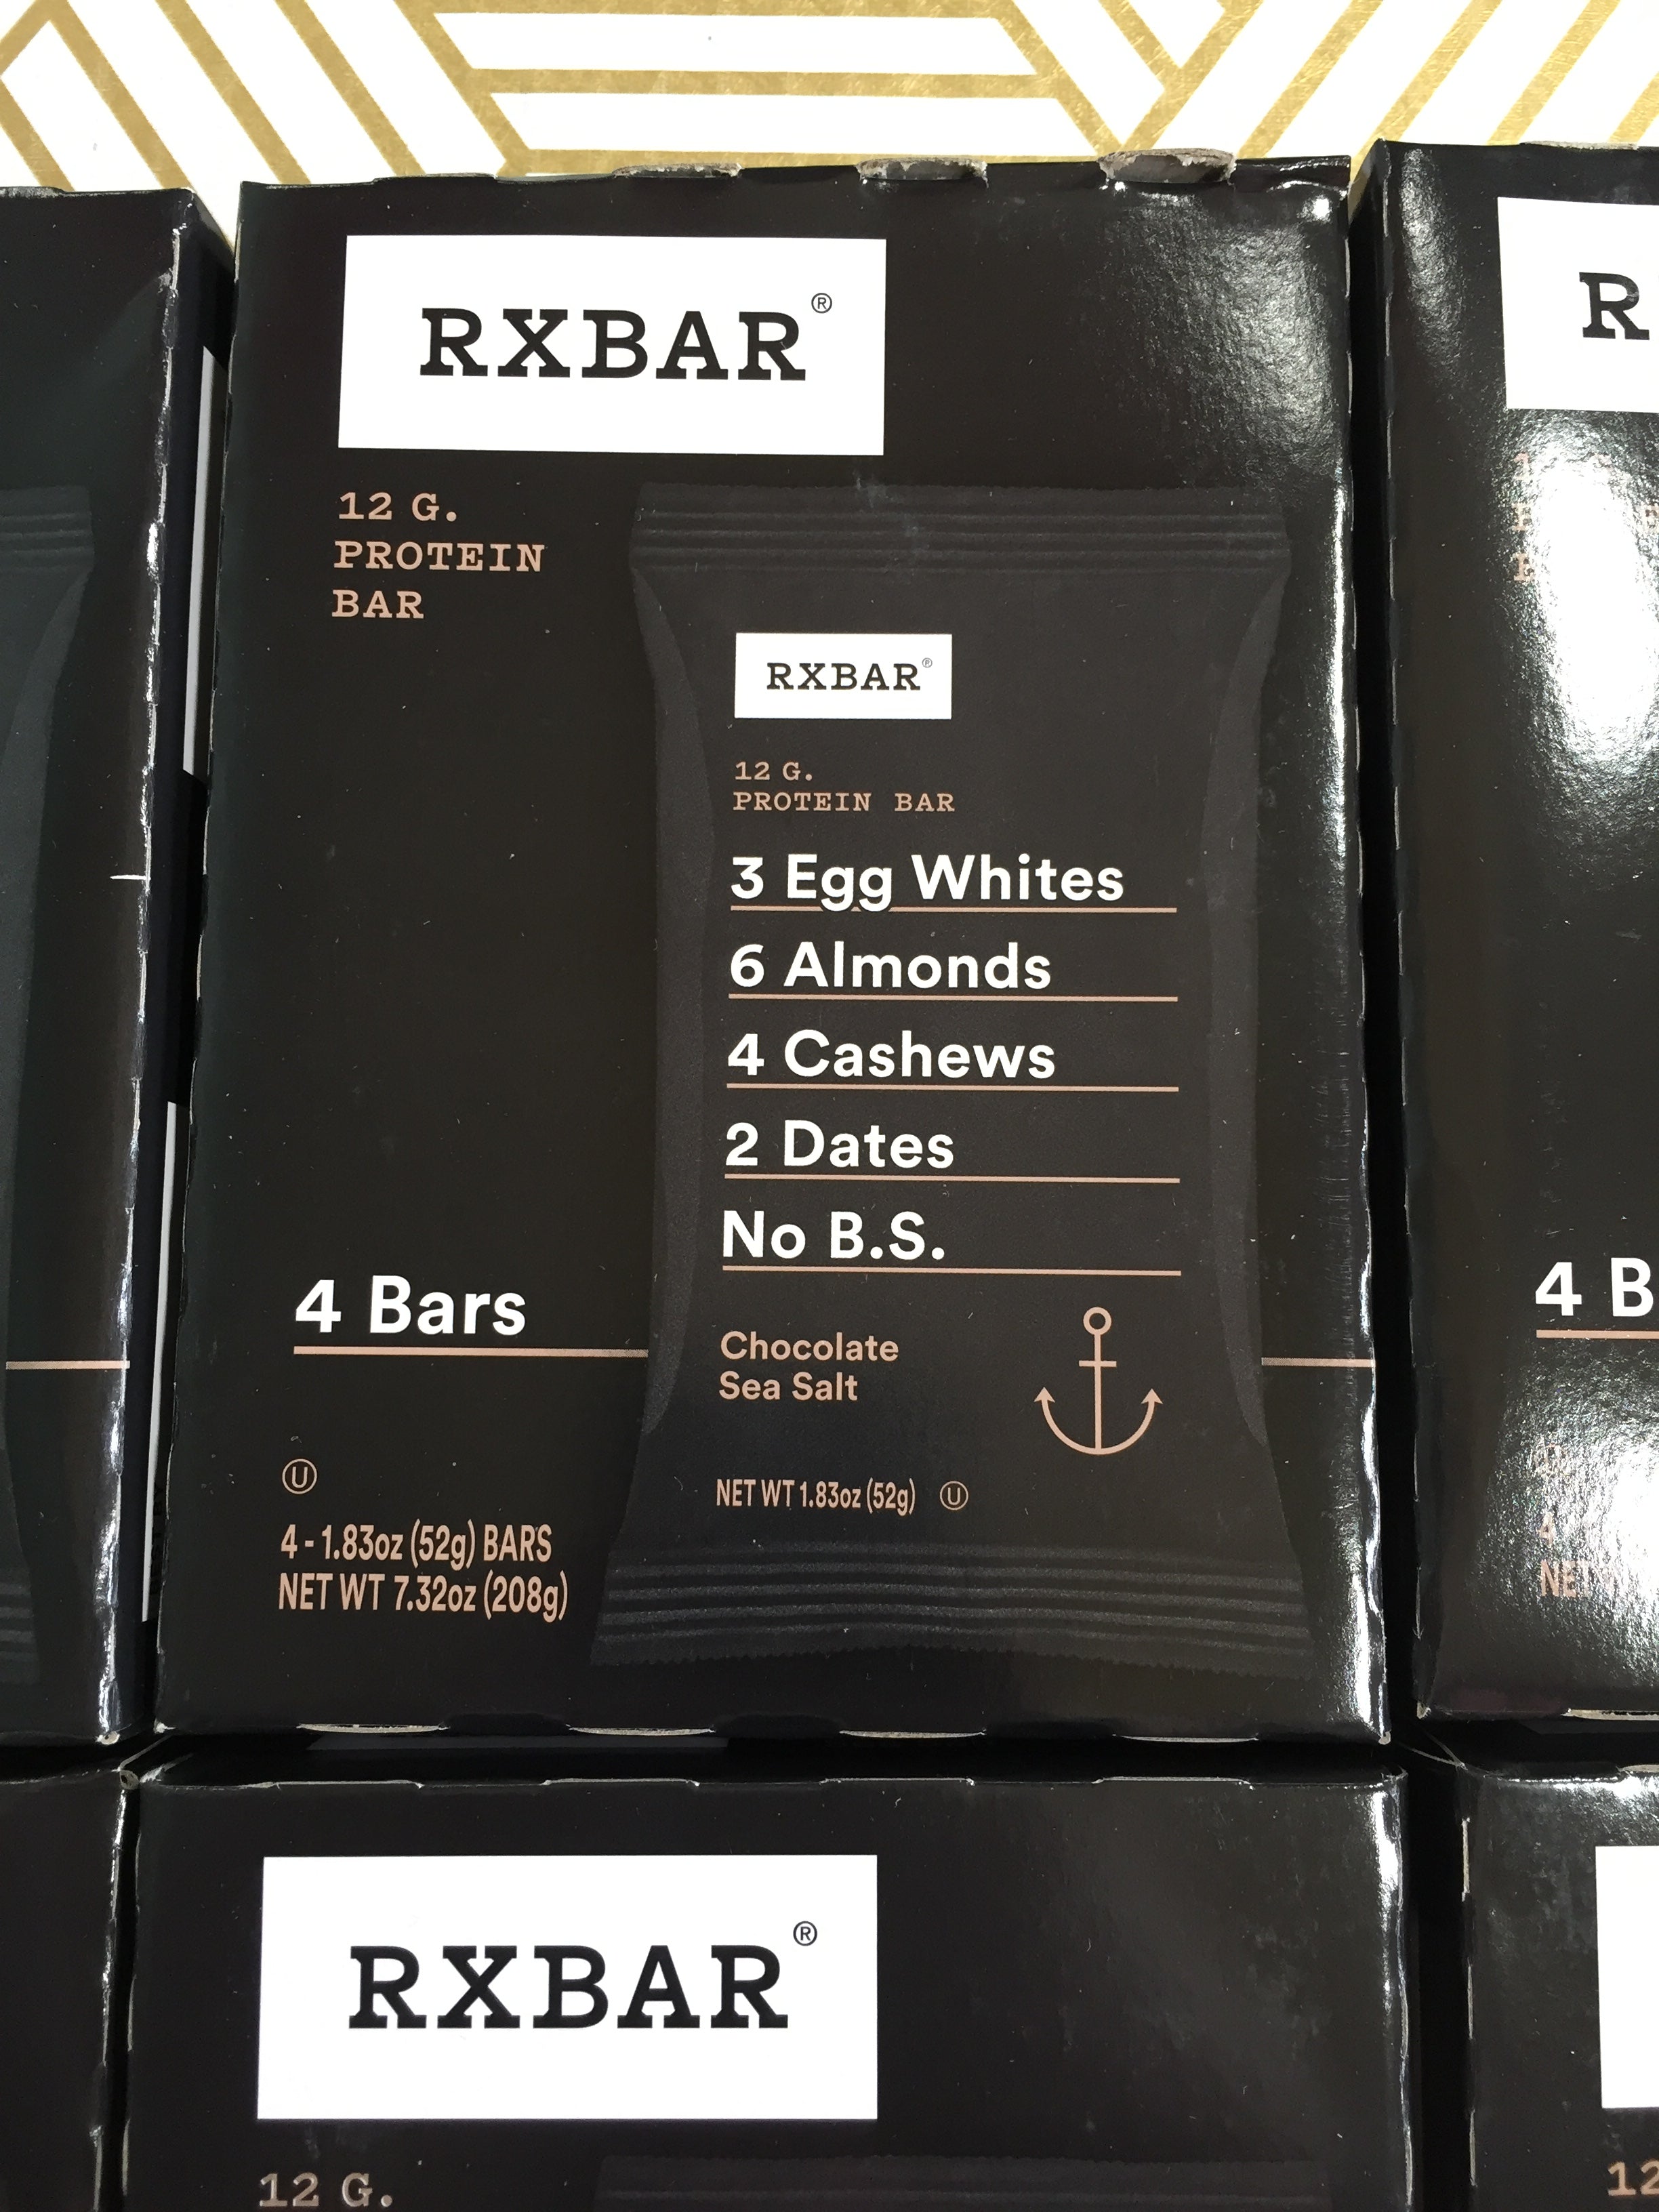 RXBAR®
12 G.
PROTEIN
BAR
RXBAR®
12 G.
PROTEIN BAR
3 Egg Whites
6 Almonds
4 Cashews
2 Dates
No B.S.
4 Bars
Chocolate
Sea Salt
U
NET WT 1.83oz (52g) U
4 - 1.83oz (52g) BARS
NET WT 7.32oz (208g)
R
4 B
4
NET
RXBAR®
12 G.
12